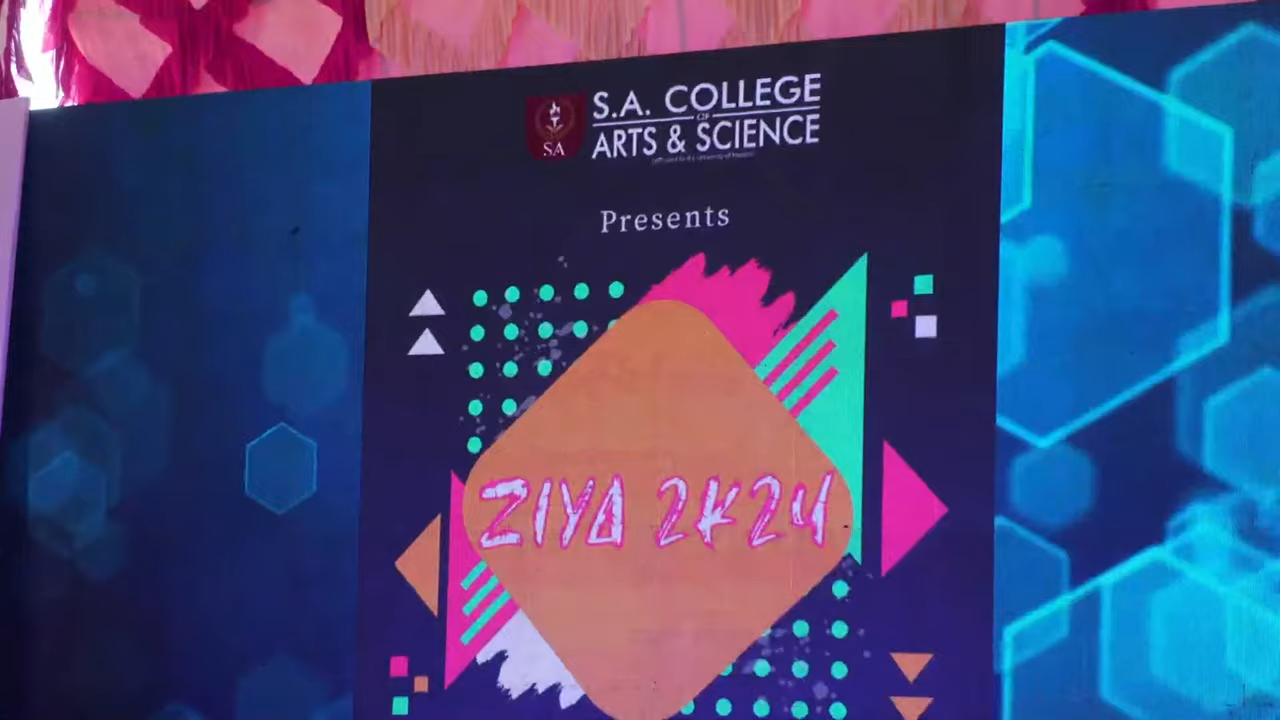 S.A. COLLEGE
OF
ARTS & SCIENCE
SA
Presents
ZIYA 2K24